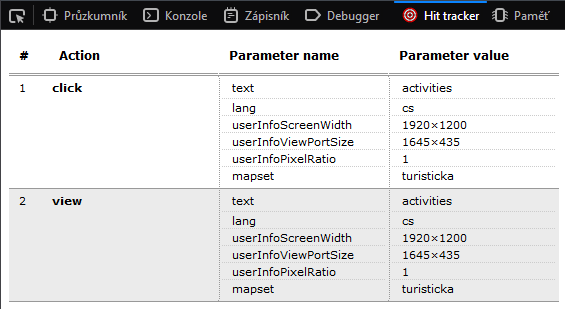 Průzkumník Konzole Zápisník Debugger Hit tracker Paměť
# Action Parameter name Parameter value
1 click text activities
lang cs
userInfoScreenWidth 1920×1200
userInfoViewPortSize 1645×435
userInfoPixelRatio 1
mapset turisticka
2 view text activities
lang cs
userInfoScreenWidth 1920×1200
userInfoViewPortSize 1645×435
userInfoPixelRatio 1
mapset turisticka